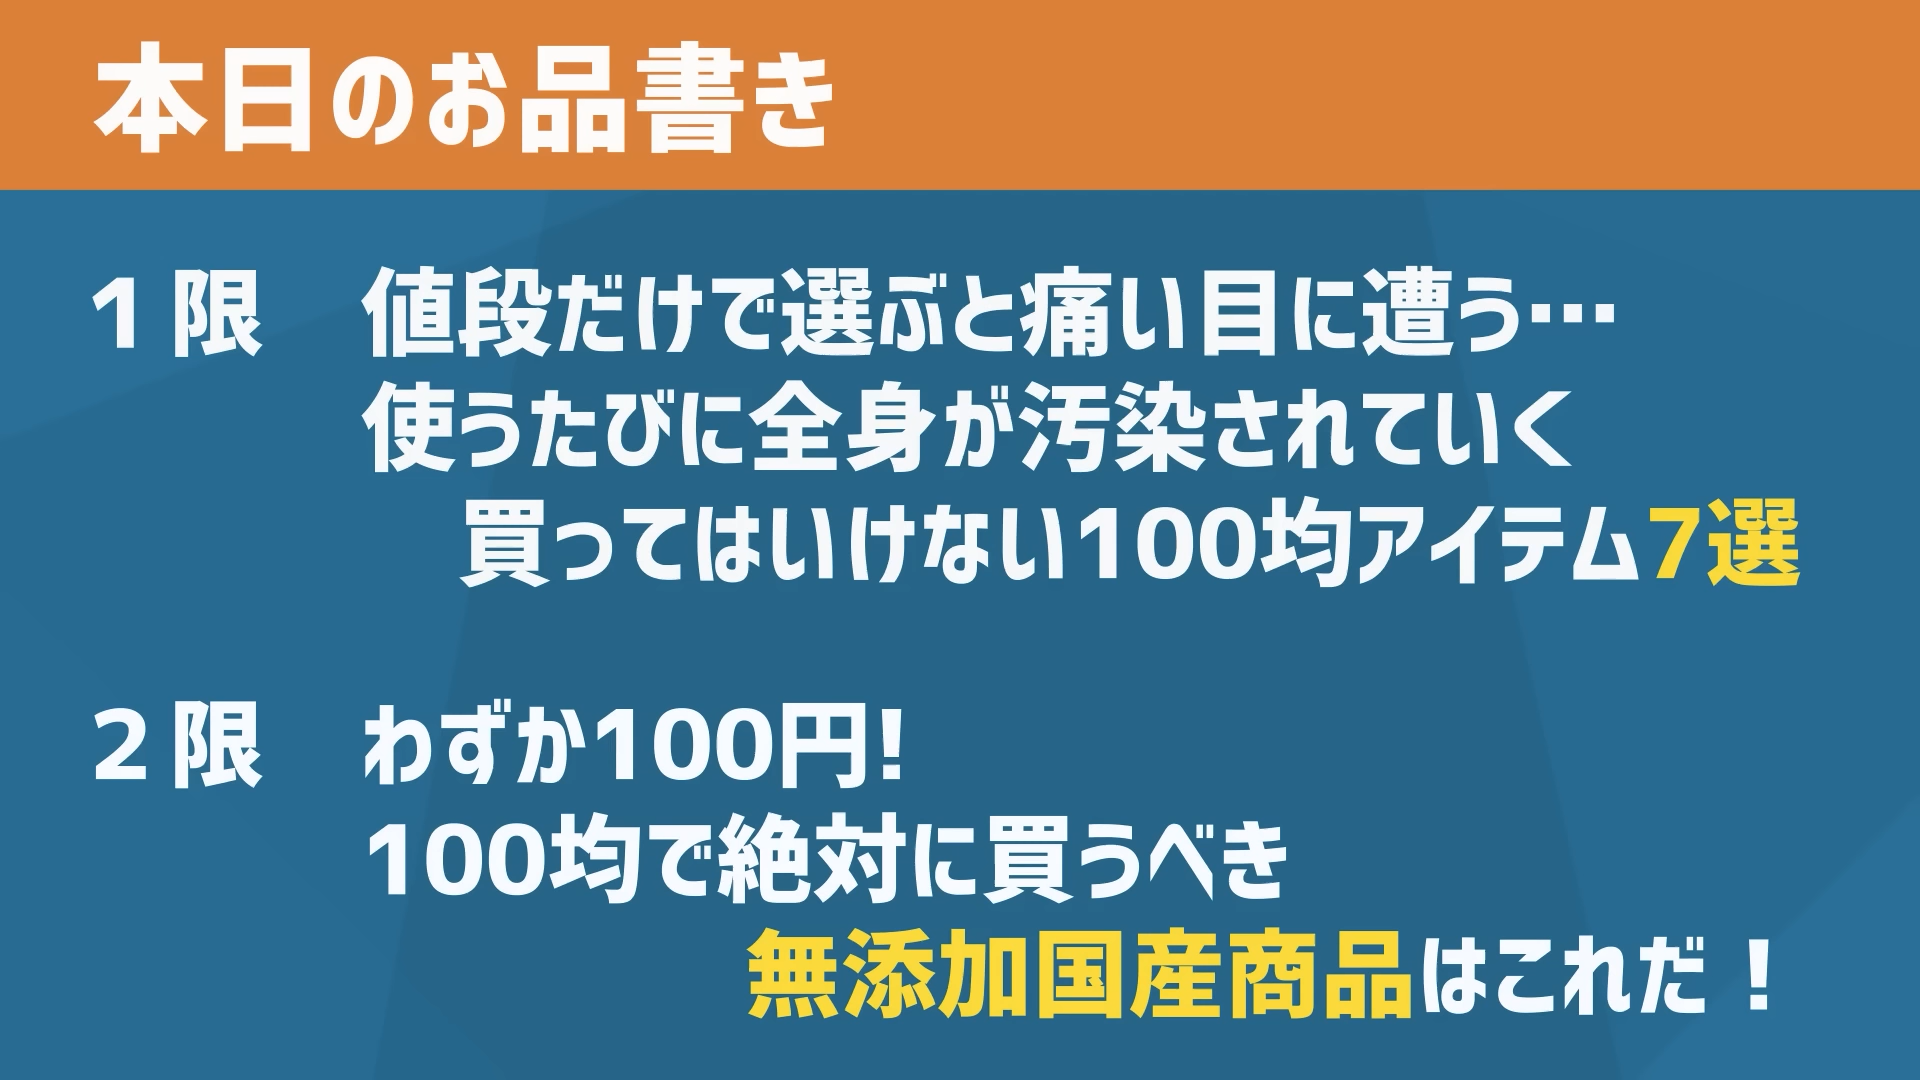 本日のお品書き
1限　値段だけで選ぶと痛い目に遭う…
使うたびに全身が汚染されていく
買ってはいけない100均アイテム7選
2限　わずか100円!
100均で絶対に買うべき
無添加国産商品はこれだ！